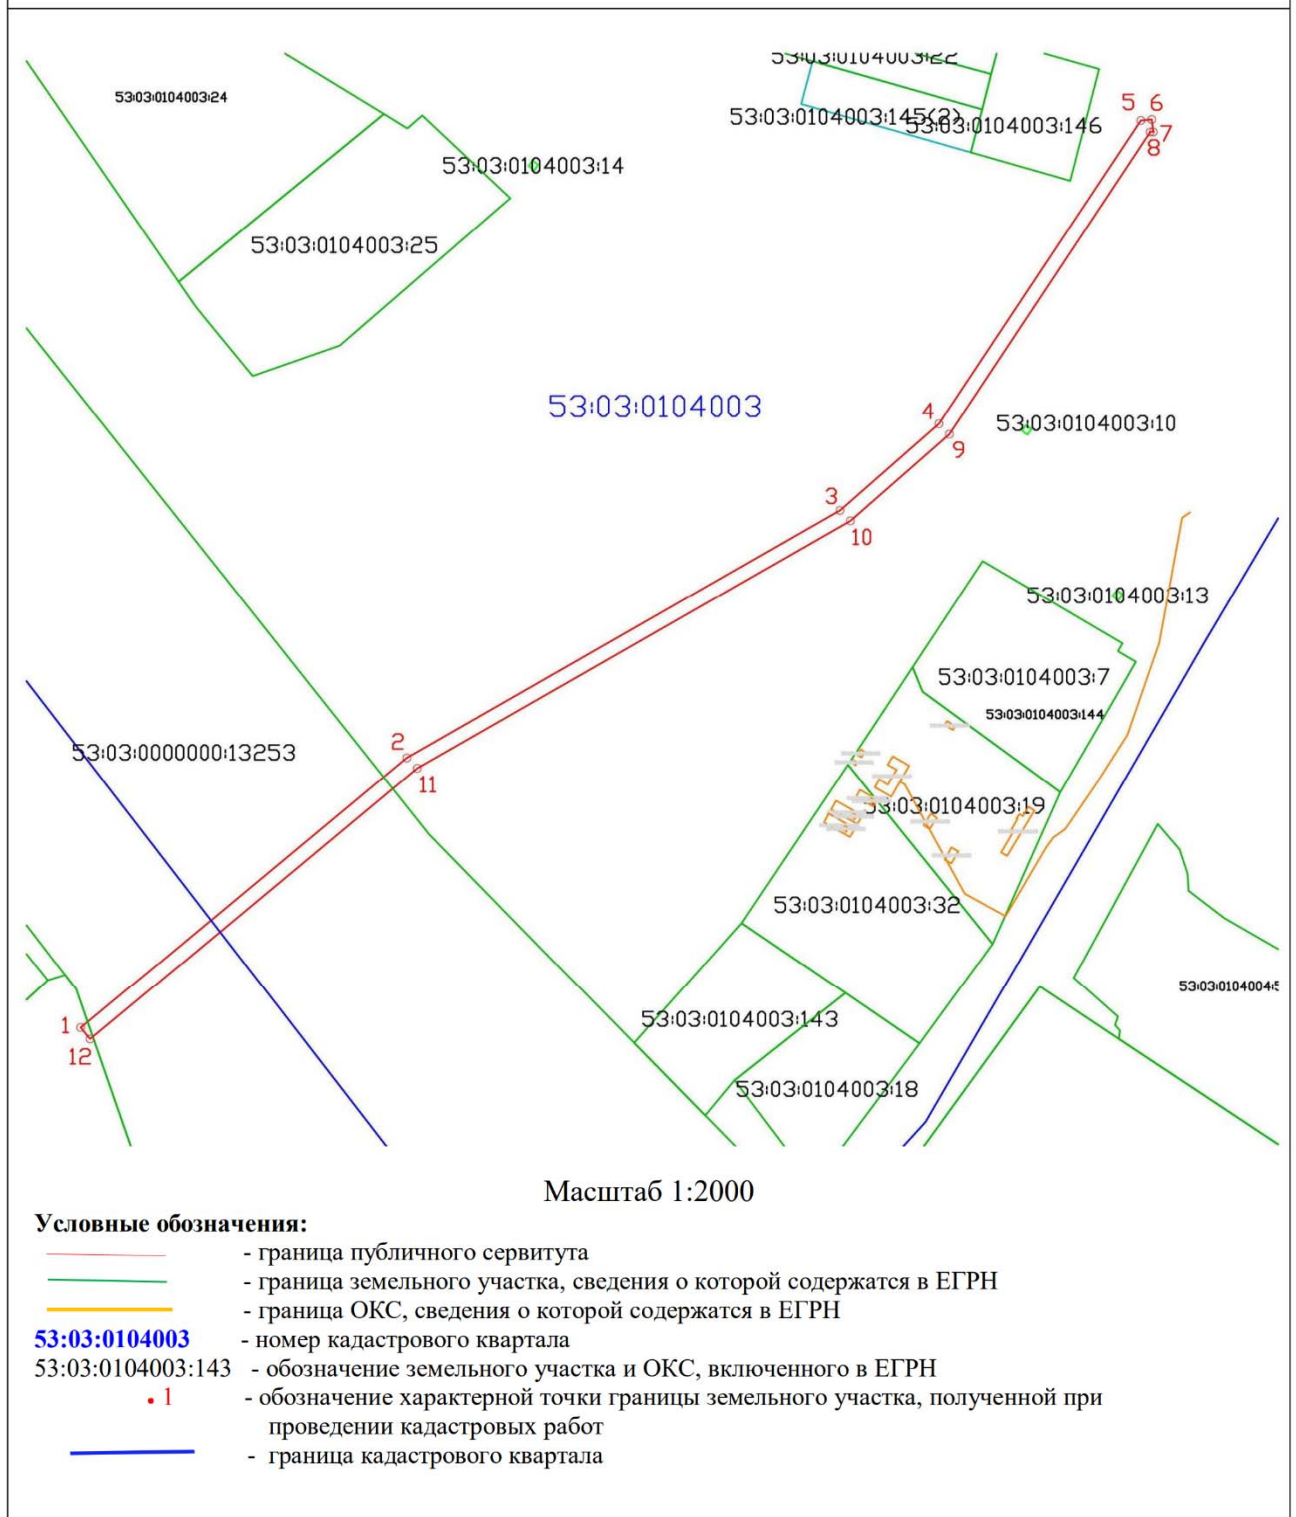 53:03:0104003:22
53:03:0104003:24
5 6
53:03:0104003:145(2)
53:03:0104003:146
1
7
8
53:03:0104003:14
53:03:0104003:25
53:03:0104003
4
53:03:0104003:10
9
3
10
53:03:0104003:13
53:03:0104003:7
53:03:0104003:144
2
53:03:0000000:13253
11
53:03:0104003:19
53:03:0104003:32
53:03:0104004:5
1
53:03:0104003:143
12
53:03:0104003:18
Масштаб 1:2000
Условные обозначения:
- граница публичного сервитута
- граница земельного участка, сведения о которой содержатся в ЕГРН
- граница ОКС, сведения о которой содержатся в ЕГРН
53:03:0104003 - номер кадастрового квартала
53:03:0104003:143 - обозначение земельного участка и ОКС, включенного в ЕГРН
1 - обозначение характерной точки границы земельного участка, полученной при
проведении кадастровых работ
- граница кадастрового квартала